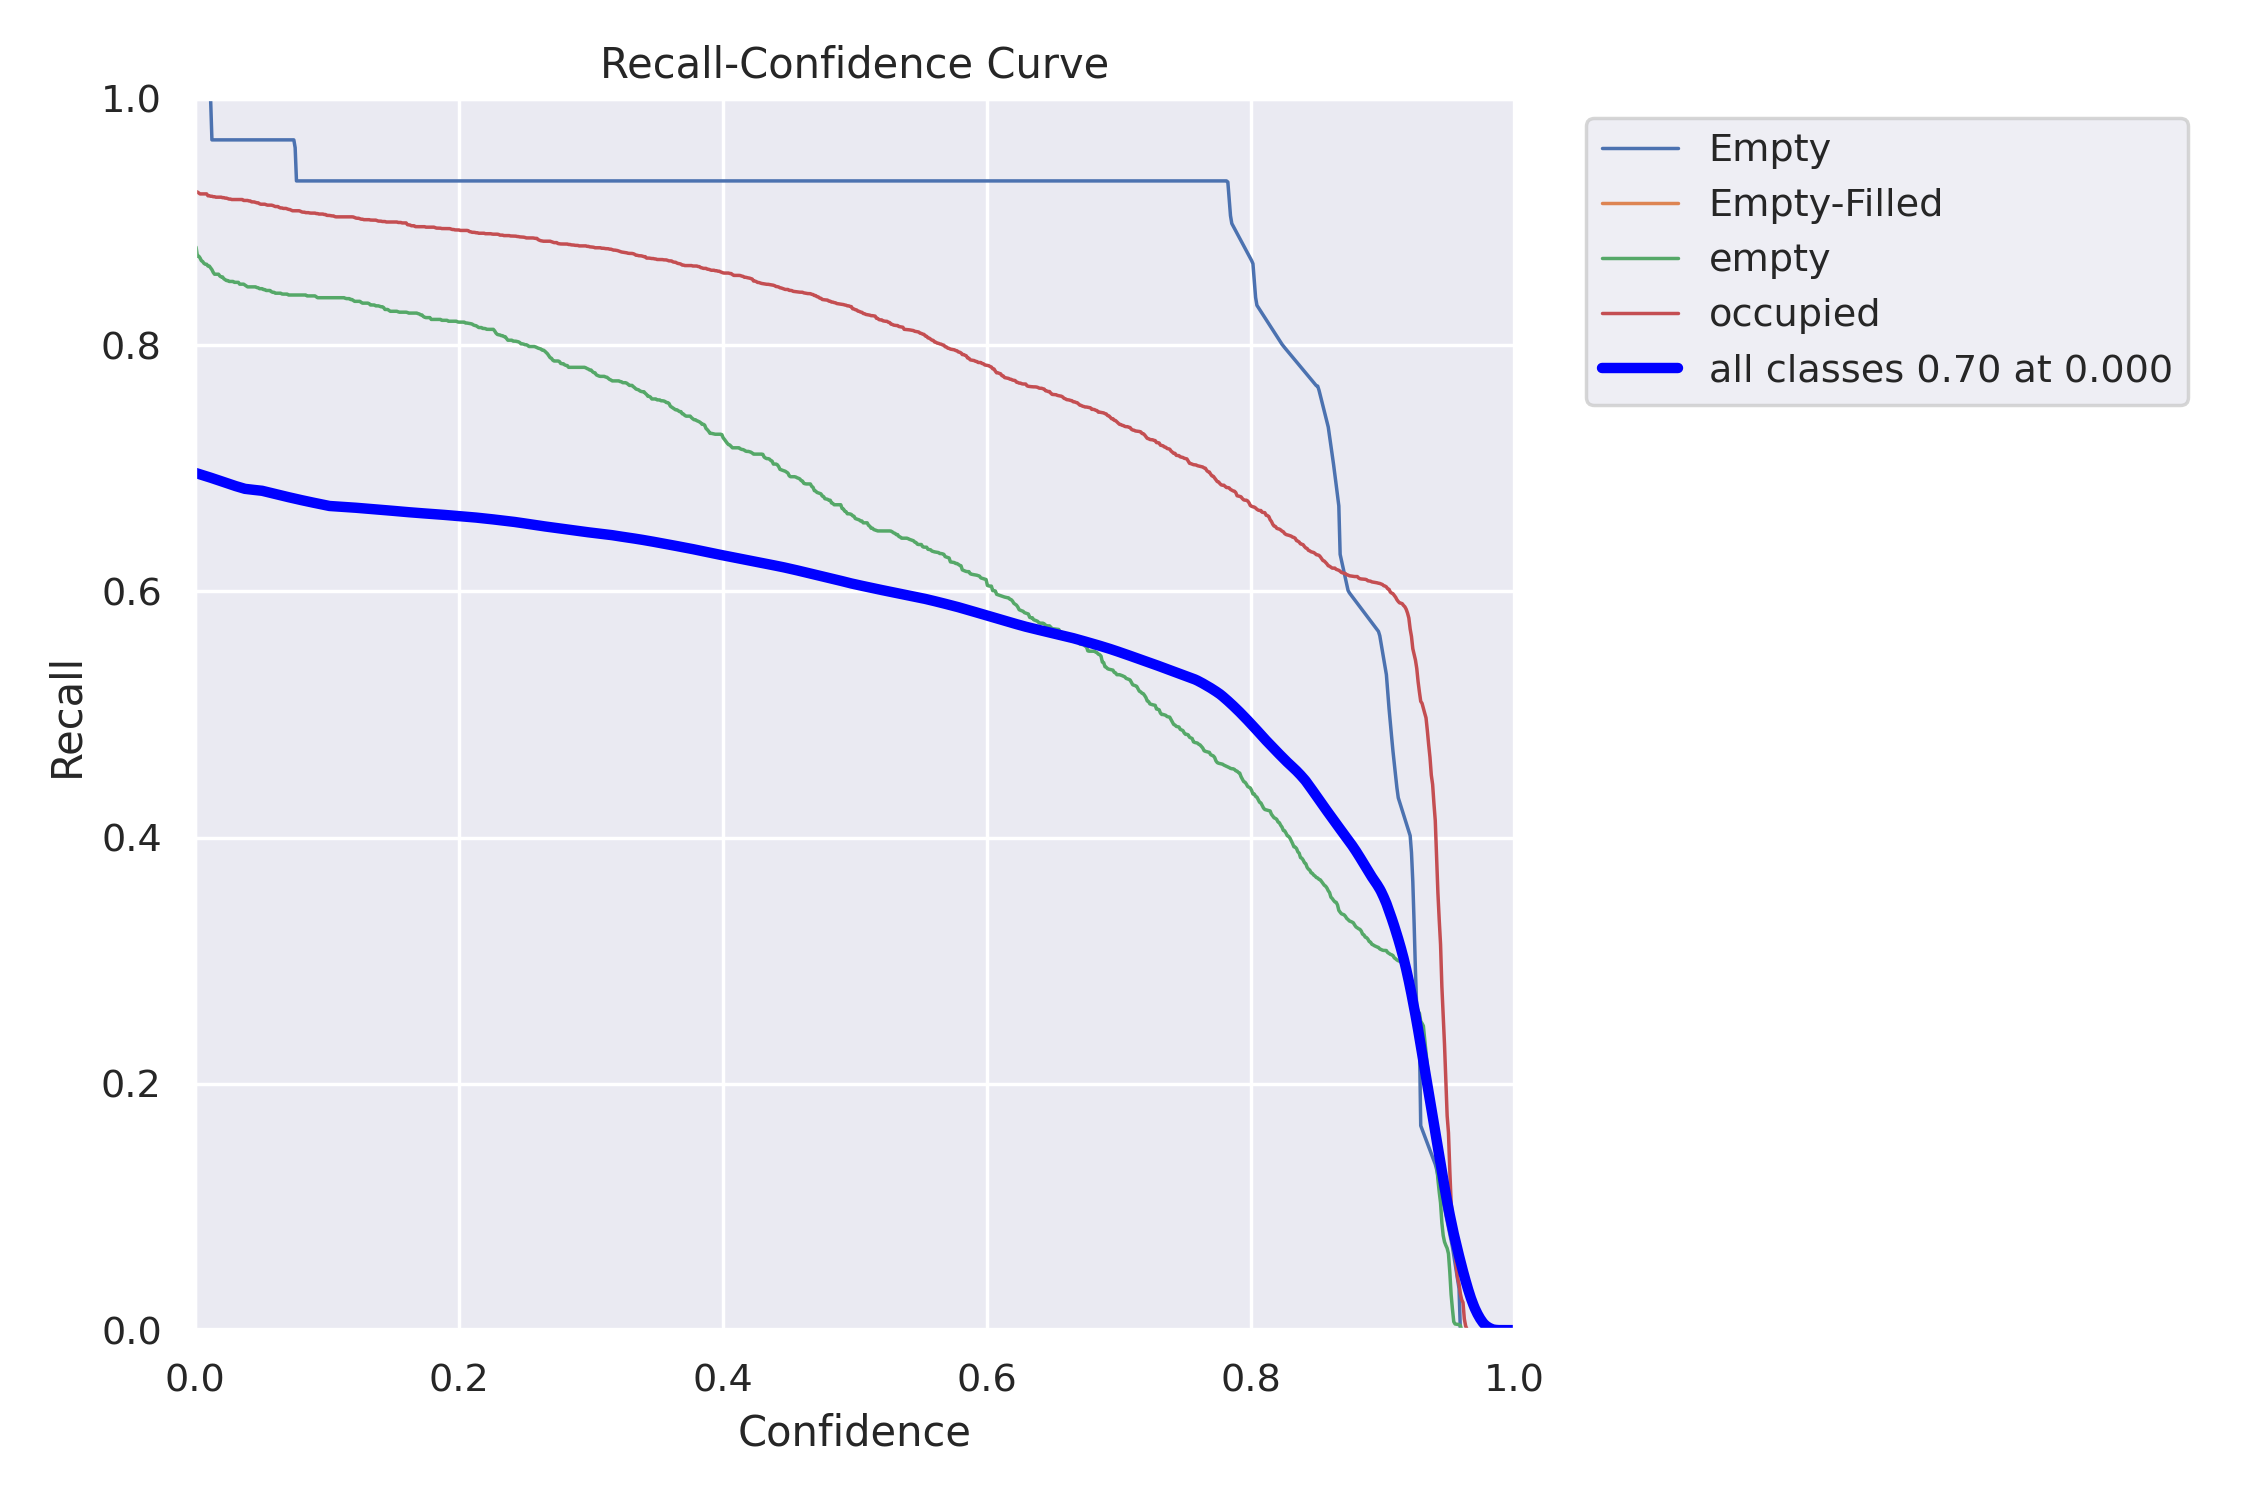 Recall-Confidence Curve
1.0
0.8
0.6
0.4
0.2
0.0
Recall
0.0 0.2 0.4 0.6 0.8 1.0
Confidence
Empty
Empty-Filled
empty
occupied
all classes 0.70 at 0.000